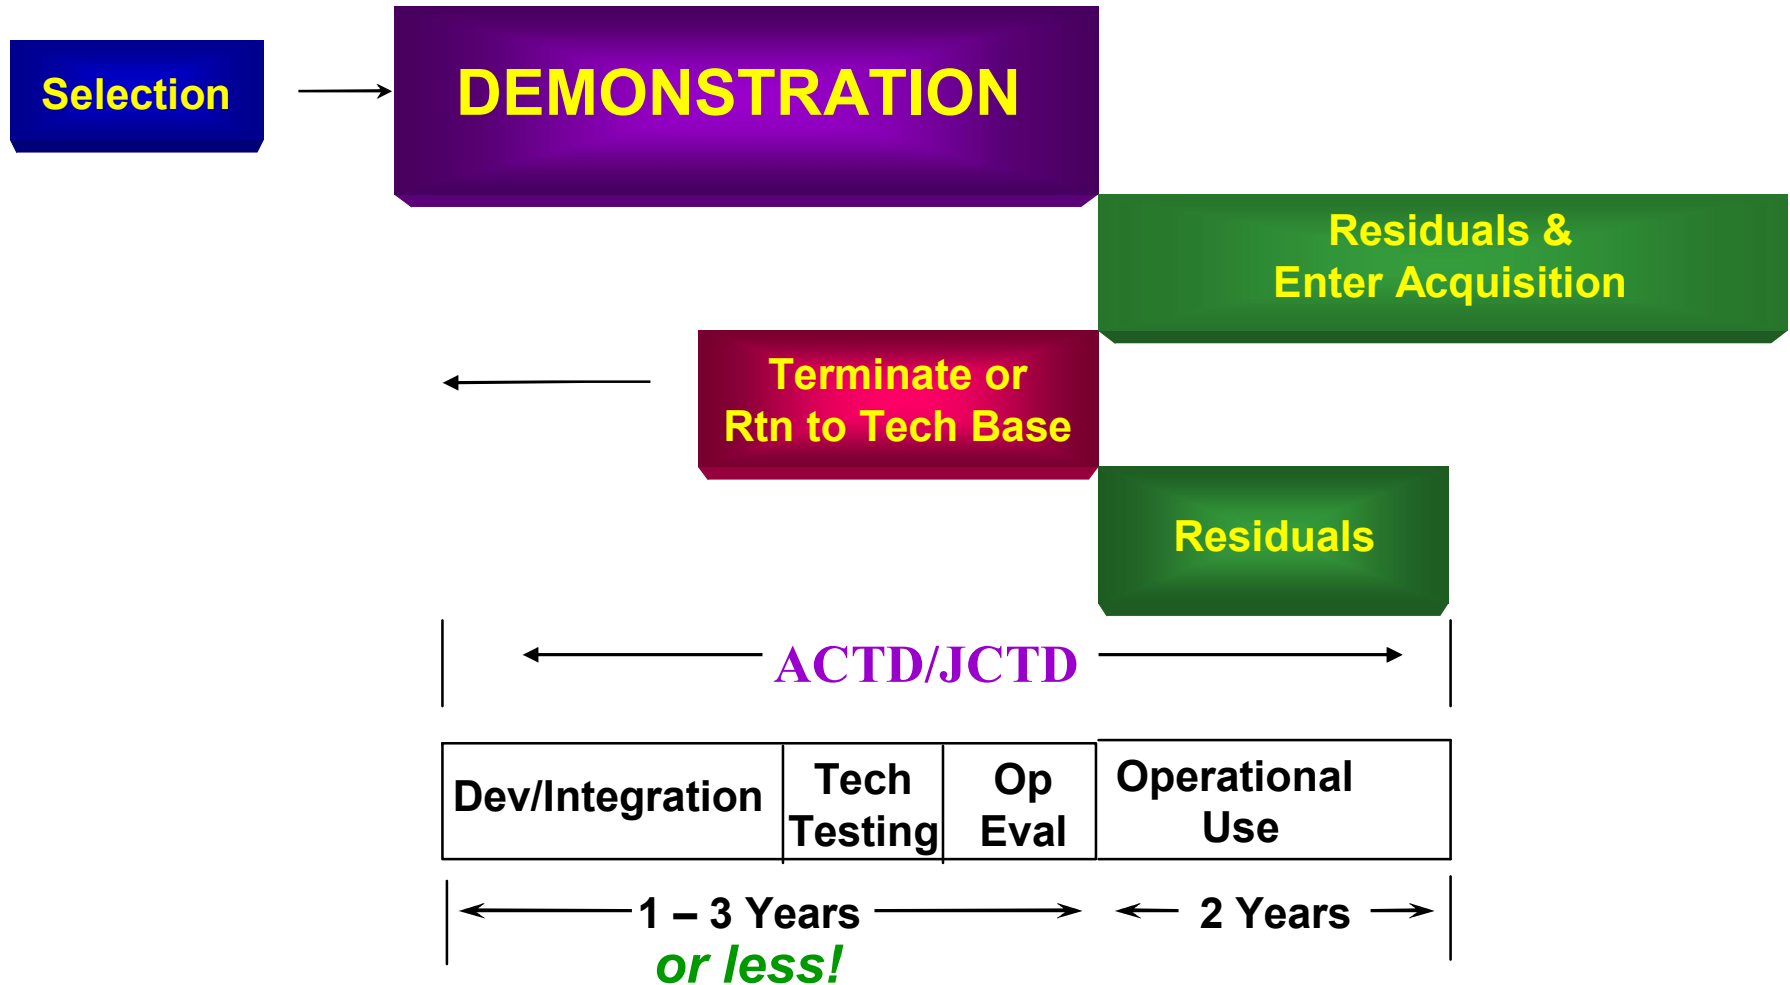 Selection
DEMONSTRATION
Residuals &
Enter Acquisition
Terminate or
Rtn to Tech Base
Residuals
ACTD/JCTD
Dev/Integration
Tech
Testing
Op
Eval
Operational
Use
1 – 3 Years
or less!
2 Years